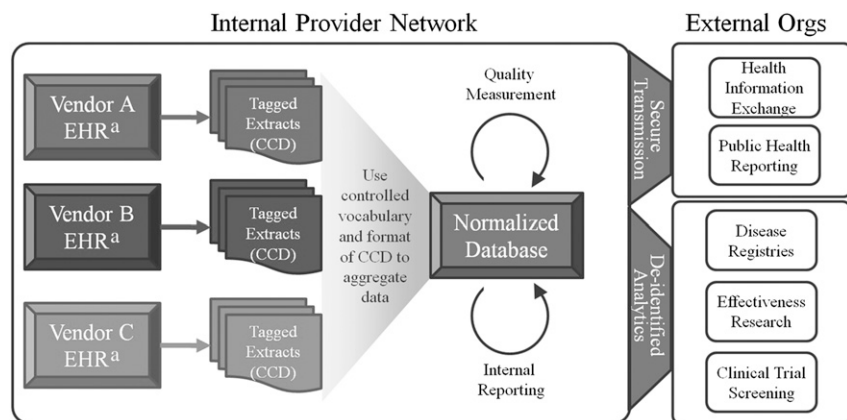 Internal Provider Network
External Orgs
Vendor A
EHRa
Tagged
Extracts
(CCD)
Vendor B
EHRa
Tagged
Extracts
(CCD)
Vendor C
EHRa
Tagged
Extracts
(CCD)
Use
controlled
vocabulary
and format
of CCD to
aggregate
data
Quality
Measurement
Normalized
Database
Internal
Reporting
Secure
Transmission
De-identified
Analytics
Health
Information
Exchange
Public Health
Reporting
Disease
Registries
Effectiveness
Research
Clinical Trial
Screening